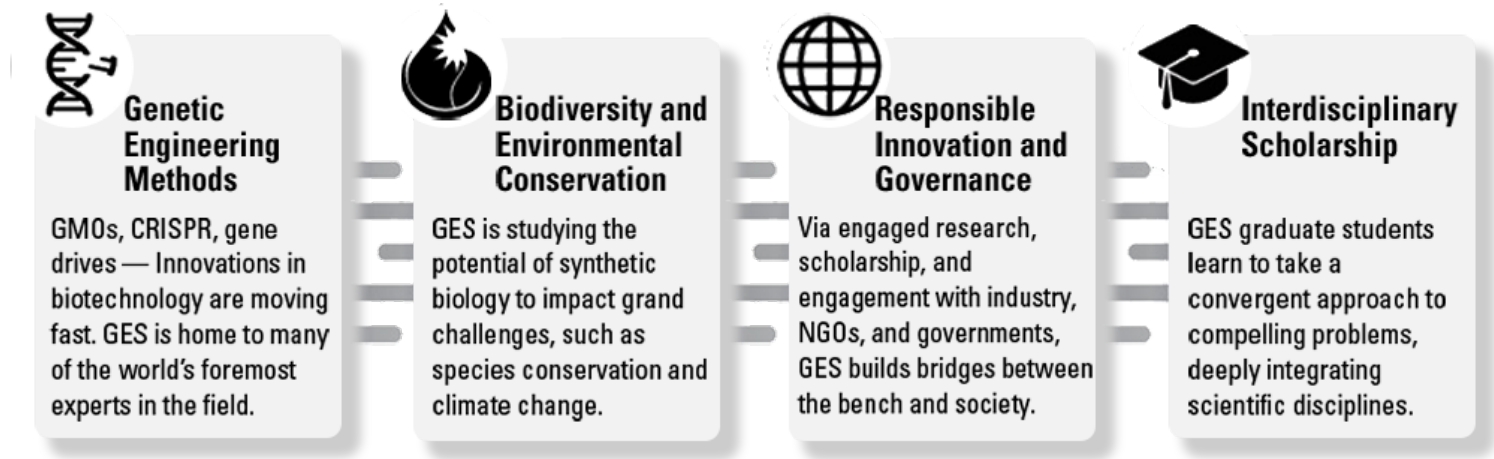 Genetic
Engineering
Methods
GMOs, CRISPR, gene
drives — Innovations in
biotechnology are moving
fast. GES is home to many
of the world's foremost
experts in the field.
Biodiversity and
Environmental
Conservation
GES is studying the
potential of synthetic
biology to impact grand
challenges, such as
species conservation and
climate change.
Responsible
Innovation and
Governance
Via engaged research,
scholarship, and
engagement with industry,
NGOs, and governments,
GES builds bridges between
the bench and society.
Interdisciplinary
Scholarship
GES graduate students
learn to take a
convergent approach to
compelling problems,
deeply integrating
scientific disciplines.